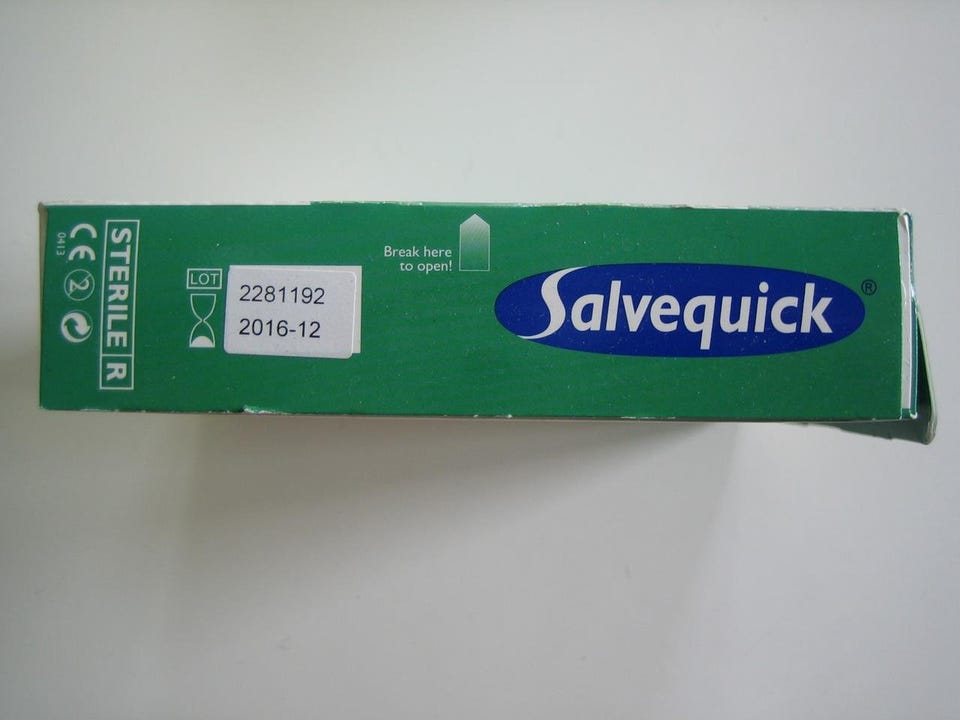 STERILE R
CE 2
0413
LOT
2281192
2016-12
Break here
to open!
Salvequick ®